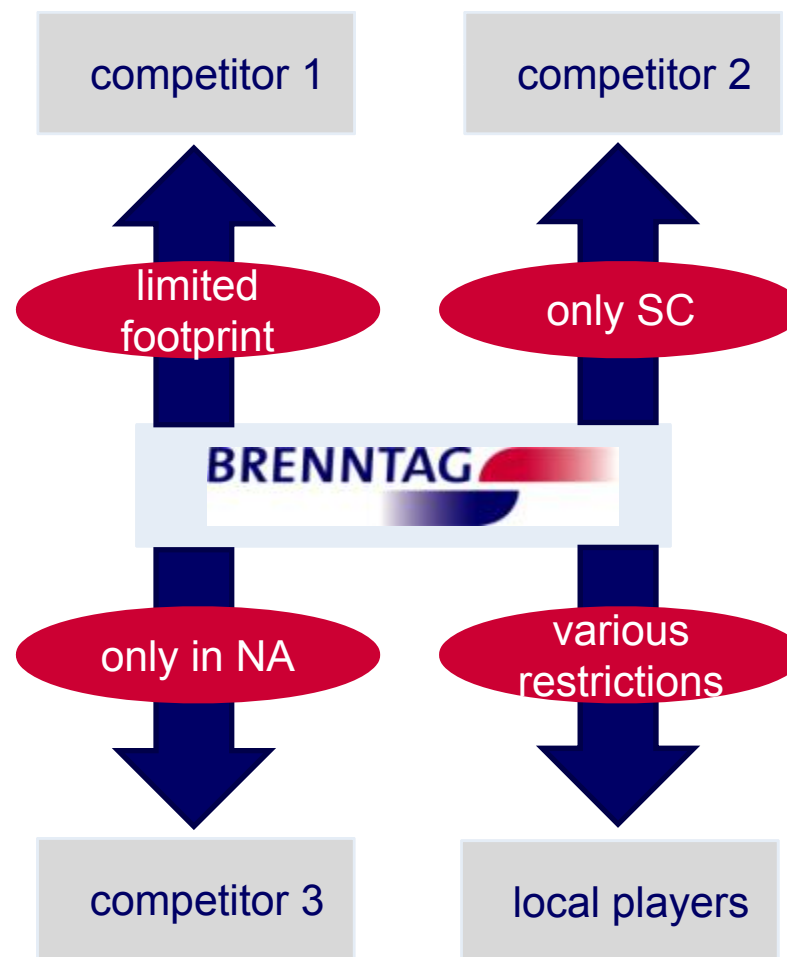 competitor 1
competitor 2
limited
footprint
only SC
BRENNTAG
only in NA
various
restrictions
competitor 3
local players